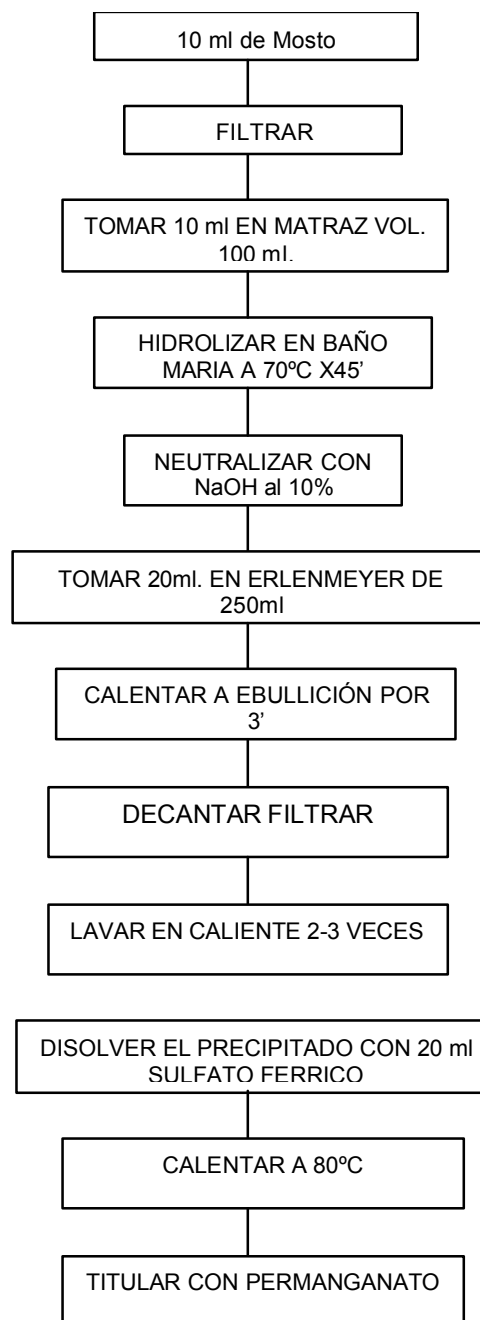 10 ml de Mosto
FILTRAR
TOMAR 10 ml EN MATRAZ VOL.
100 ml.
HIDROLIZAR EN BAÑO
MARIA A 70ºC X45’
NEUTRALIZAR CON
NaOH al 10%
TOMAR 20ml. EN ERLENMEYER DE
250ml
CALENTAR A EBULLICIÓN POR
3’
DECANTAR FILTRAR
LAVAR EN CALIENTE 2-3 VECES
DISOLVER EL PRECIPITADO CON 20 ml
SULFATO FERRICO
CALENTAR A 80ºC
TITULAR CON PERMANGANATO